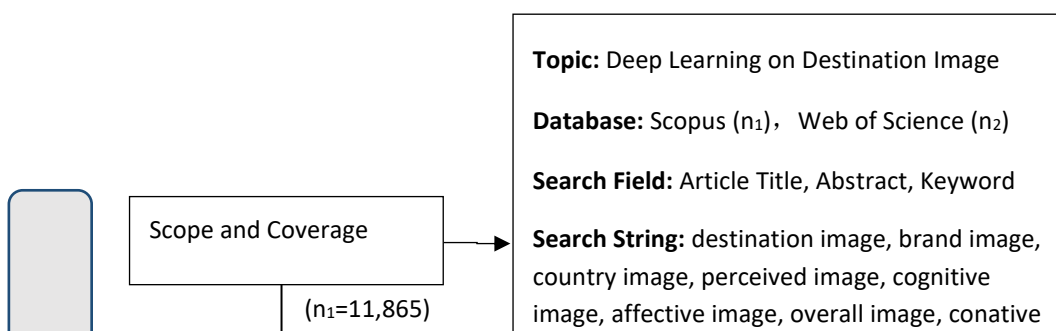 Topic: Deep Learning on Destination Image
Database: Scopus (n₁)， Web of Science (n₂)
Search Field: Article Title, Abstract, Keyword
Scope and Coverage
Search String: destination image, brand image,
country image, perceived image, cognitive
image, affective image, overall image, conative
(n₁=11,865)